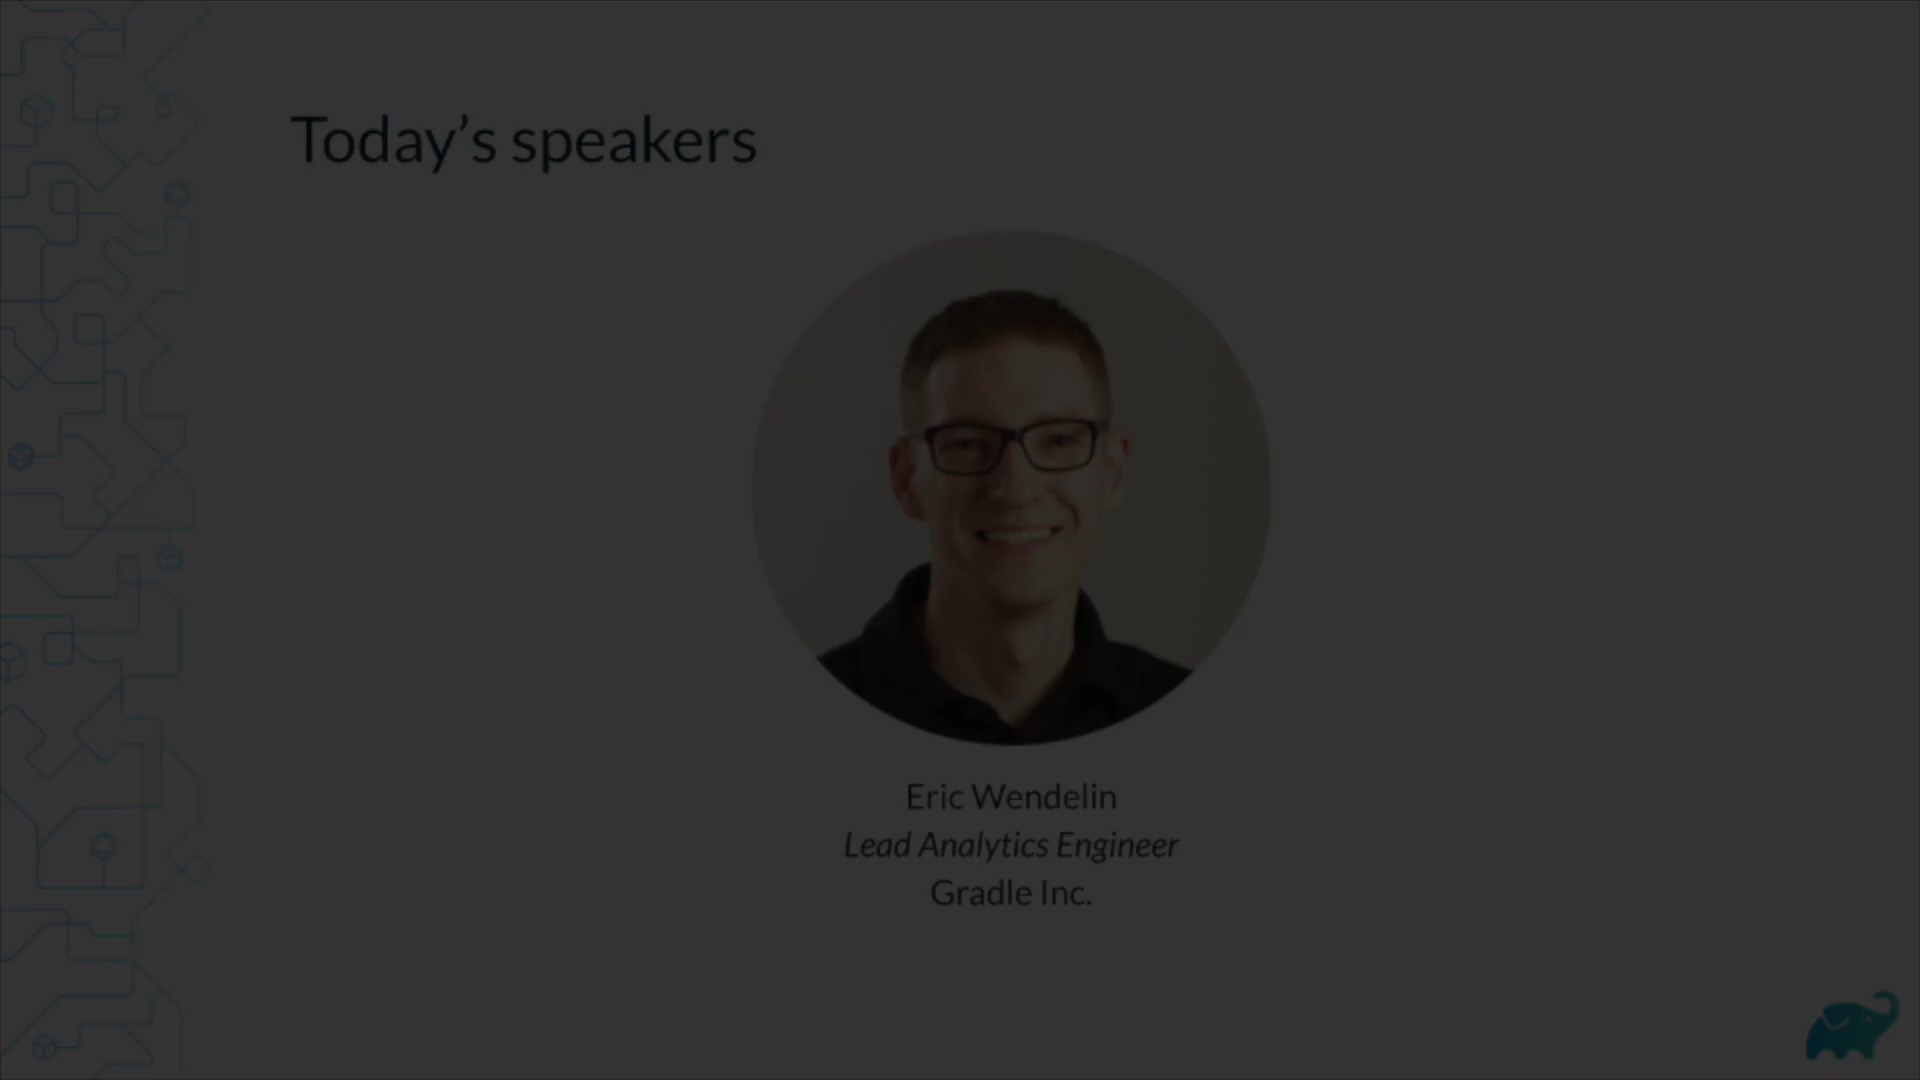 Today’s speakers
Eric Wendelin
Lead Analytics Engineer
Gradle Inc.